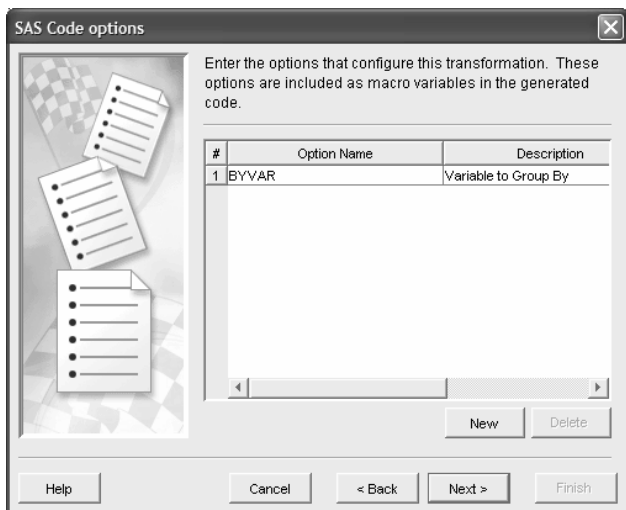 SAS Code options
Enter the options that configure this transformation. These
options are included as macro variables in the generated
code.
# Option Name Description
1 BYVAR Variable to Group By
New Delete
Help Cancel < Back Next > Finish